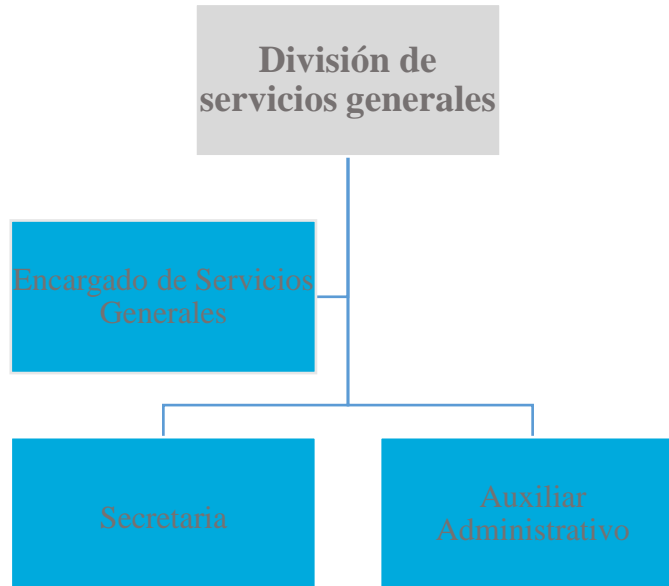 División de
servicios generales
Encargado de Servicios
Generales
Secretaria
Auxiliar
Administrativo